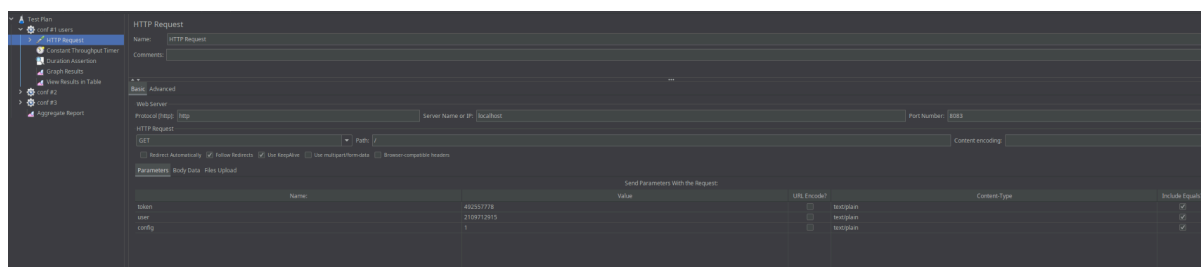 Test Plan
conf #1 users
HTTP Request
Constant Throughput Timer
Duration Assertion
Graph Results
View Results in Table
conf #2
conf #3
Aggregate Report
HTTP Request
Name: HTTP Request
Comments:
Basic Advanced
Web Server
Protocol [http]: http Server Name or IP: localhost Port Number: 8083
HTTP Request
GET Path: / Content encoding:
Redirect Automatically Follow Redirects Use KeepAlive Use multipart/form-data Browser-compatible headers
Parameters Body Data Files Upload
Send Parameters With the Request:
Name: Value URL Encode? Content-Type Include Equals
token 492557778 text/plain
user 2109712915 text/plain
config 1 text/plain